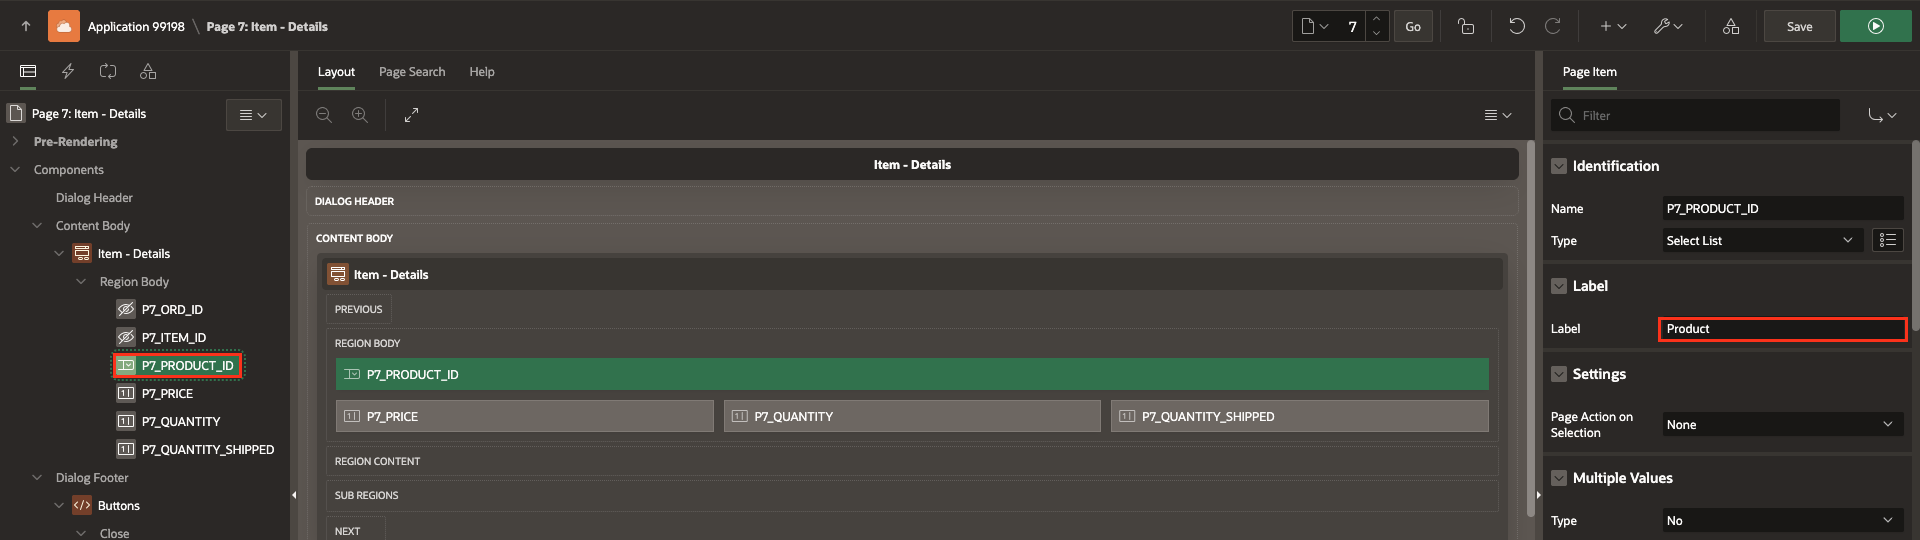 Application 99198 \ Page 7: Item - Details
7
Go
Save
Layout Page Search Help
Page Item
Page 7: Item - Details
Filter
Pre-Rendering
Components
Dialog Header
Content Body
Item - Details
Region Body
P7_ORD_ID
P7_ITEM_ID
P7_PRODUCT_ID
P7_PRICE
P7_QUANTITY
P7_QUANTITY_SHIPPED
Dialog Footer
Buttons
Close
Item - Details
DIALOG HEADER
CONTENT BODY
Item - Details
PREVIOUS
REGION BODY
P7_PRODUCT_ID
P7_PRICE P7_QUANTITY P7_QUANTITY_SHIPPED
REGION CONTENT
SUB REGIONS
NEXT
Identification
Name P7_PRODUCT_ID
Type Select List
Label
Label Product
Settings
Page Action on
Selection
None
Multiple Values
Type No